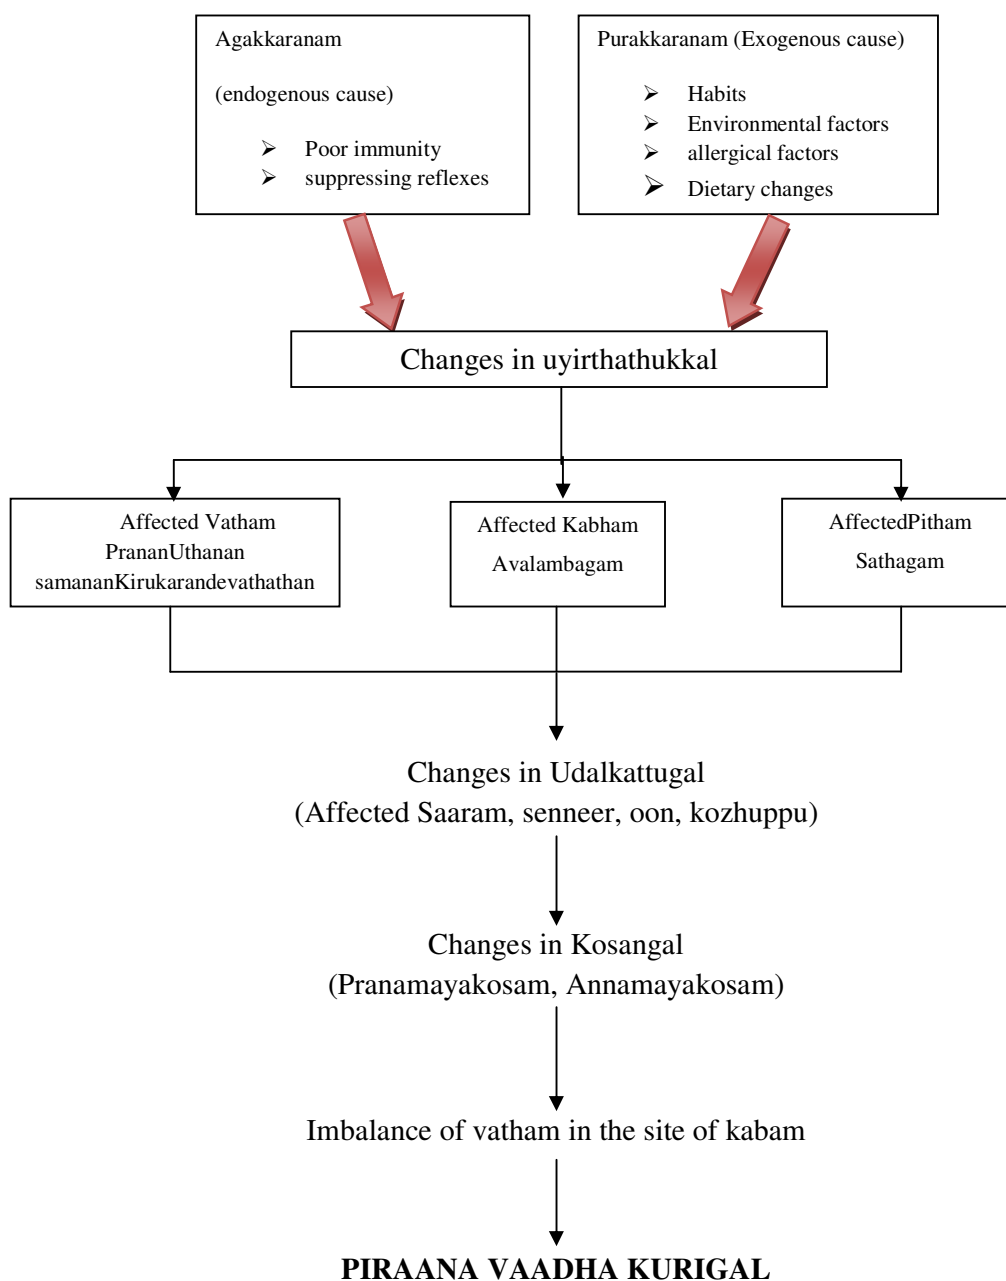 Agakkaranam
(endogenous cause)
➢ Poor immunity
➢ suppressing reflexes
Purakkaranam (Exogenous cause)
➢ Habits
➢ Environmental factors
➢ allergical factors
➢ Dietary changes
Changes in uyirthathukkal
Affected Vatham
PrananUthanan
samananKirukarandevathathan
Affected Kabham
Avalambagam
AffectedPitham
Sathagam
Changes in Udalkattugal
(Affected Saaram, senneer, oon, kozhuppu)
Changes in Kosangal
(Pranamayakosam, Annamayakosam)
Imbalance of vatham in the site of kabam
PIRAANA VAADHA KURIGAL